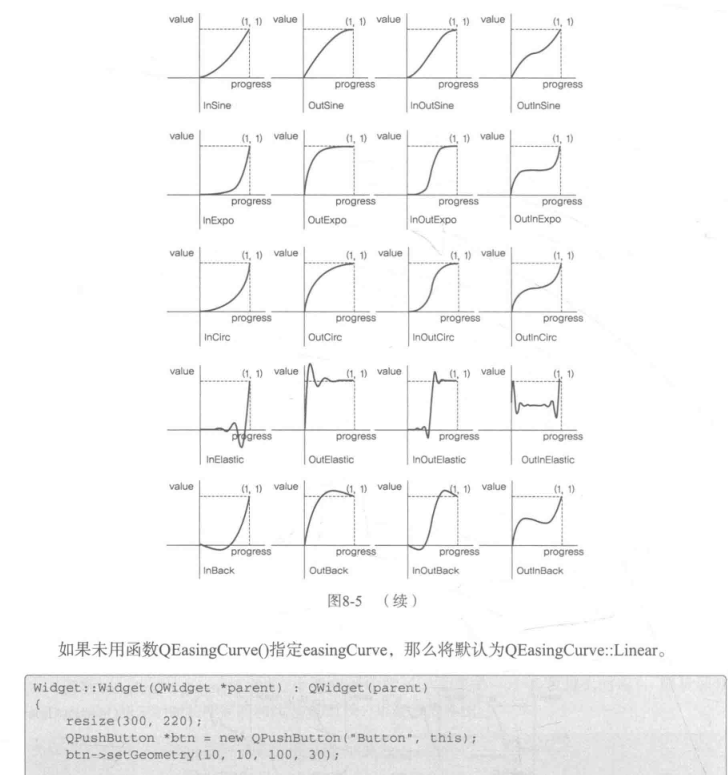 value (1, 1) value (1, 1) value (1, 1) value (1, 1)
progress progress progress progress
InSine OutSine InOutSine OutInSine
value (1, 1) value (1, 1) value (1, 1) value (1, 1)
progress progress progress progress
InExpo OutExpo InOutExpo OutInExpo
value (1, 1) value (1, 1) value (1, 1) value (1, 1)
progress progress progress progress
InCirc OutCirc InOutCirc OutInCirc
value (1, 1) value (1, 1) value (1, 1) value (1, 1)
progress progress progress progress
InElastic OutElastic InOutElastic OutInElastic
value (1, 1) value (1, 1) value (1, 1) value (1, 1)
progress progress progress progress
InBack OutBack InOutBack OutInBack
图8-5 （续）
如果未用函数QEasingCurve()指定easingCurve，那么将默认为QEasingCurve::Linear。
Widget::Widget(QWidget *parent) : QWidget(parent)
{
resize(300, 220);
QPushButton *btn = new QPushButton("Button", this);
btn->setGeometry(10, 10, 100, 30);